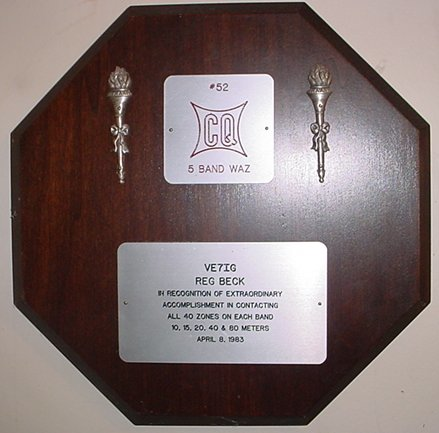 #52
CQ
5 BAND WAZ
VE7IG
REG BECK
IN RECOGNITION OF EXTRAORDINARY
ACCOMPLISHMENT IN CONTACTING
ALL 40 ZONES ON EACH BAND
10, 15, 20, 40 & 80 METERS
APRIL 8, 1983